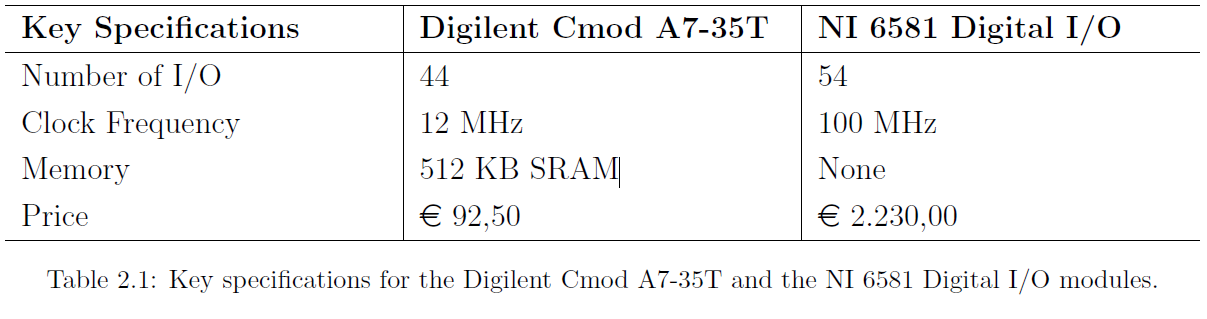 Key Specifications Digilent Cmod A7-35T NI 6581 Digital I/O
Number of I/O 44 54
Clock Frequency 12 MHz 100 MHz
Memory 512 KB SRAM None
Price € 92,50 € 2.230,00
Table 2.1: Key specifications for the Digilent Cmod A7-35T and the NI 6581 Digital I/O modules.